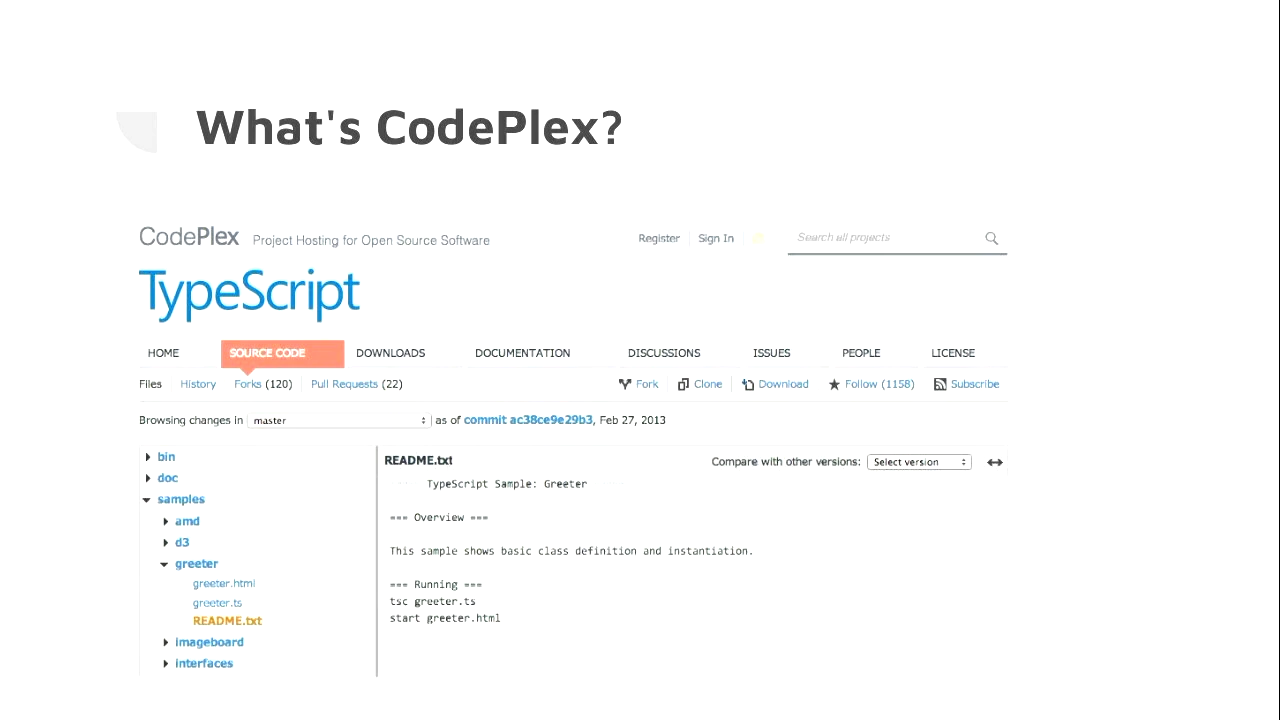 What's CodePlex?
CodePlex Project Hosting for Open Source Software
Register Sign In Search all projects
TypeScript
HOME SOURCE CODE DOWNLOADS DOCUMENTATION DISCUSSIONS ISSUES PEOPLE LICENSE
Files History Forks (120) Pull Requests (22) Fork Clone Download Follow (1158) Subscribe
Browsing changes in master as of commit ac38ce9e29b3, Feb 27, 2013
bin
doc
samples
amd
d3
greeter
greeter.html
greeter.ts
README.txt
imageboard
interfaces
README.txt Compare with other versions: Select version
TypeScript Sample: Greeter
=== Overview ===
This sample shows basic class definition and instantiation.
=== Running ===
tsc greeter.ts
start greeter.html